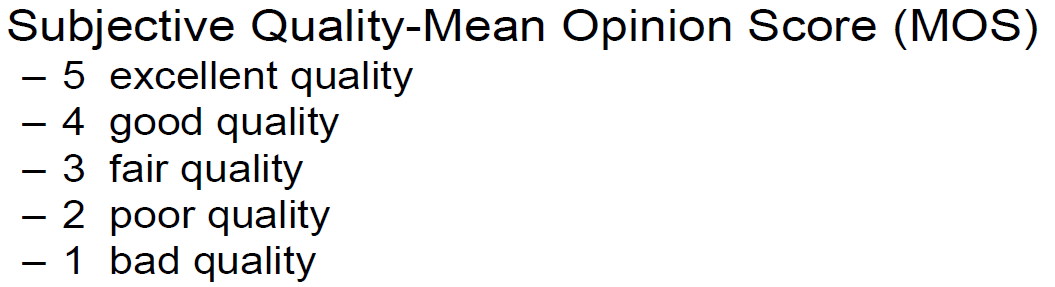 Subjective Quality-Mean Opinion Score (MOS)
– 5 excellent quality
– 4 good quality
– 3 fair quality
– 2 poor quality
– 1 bad quality